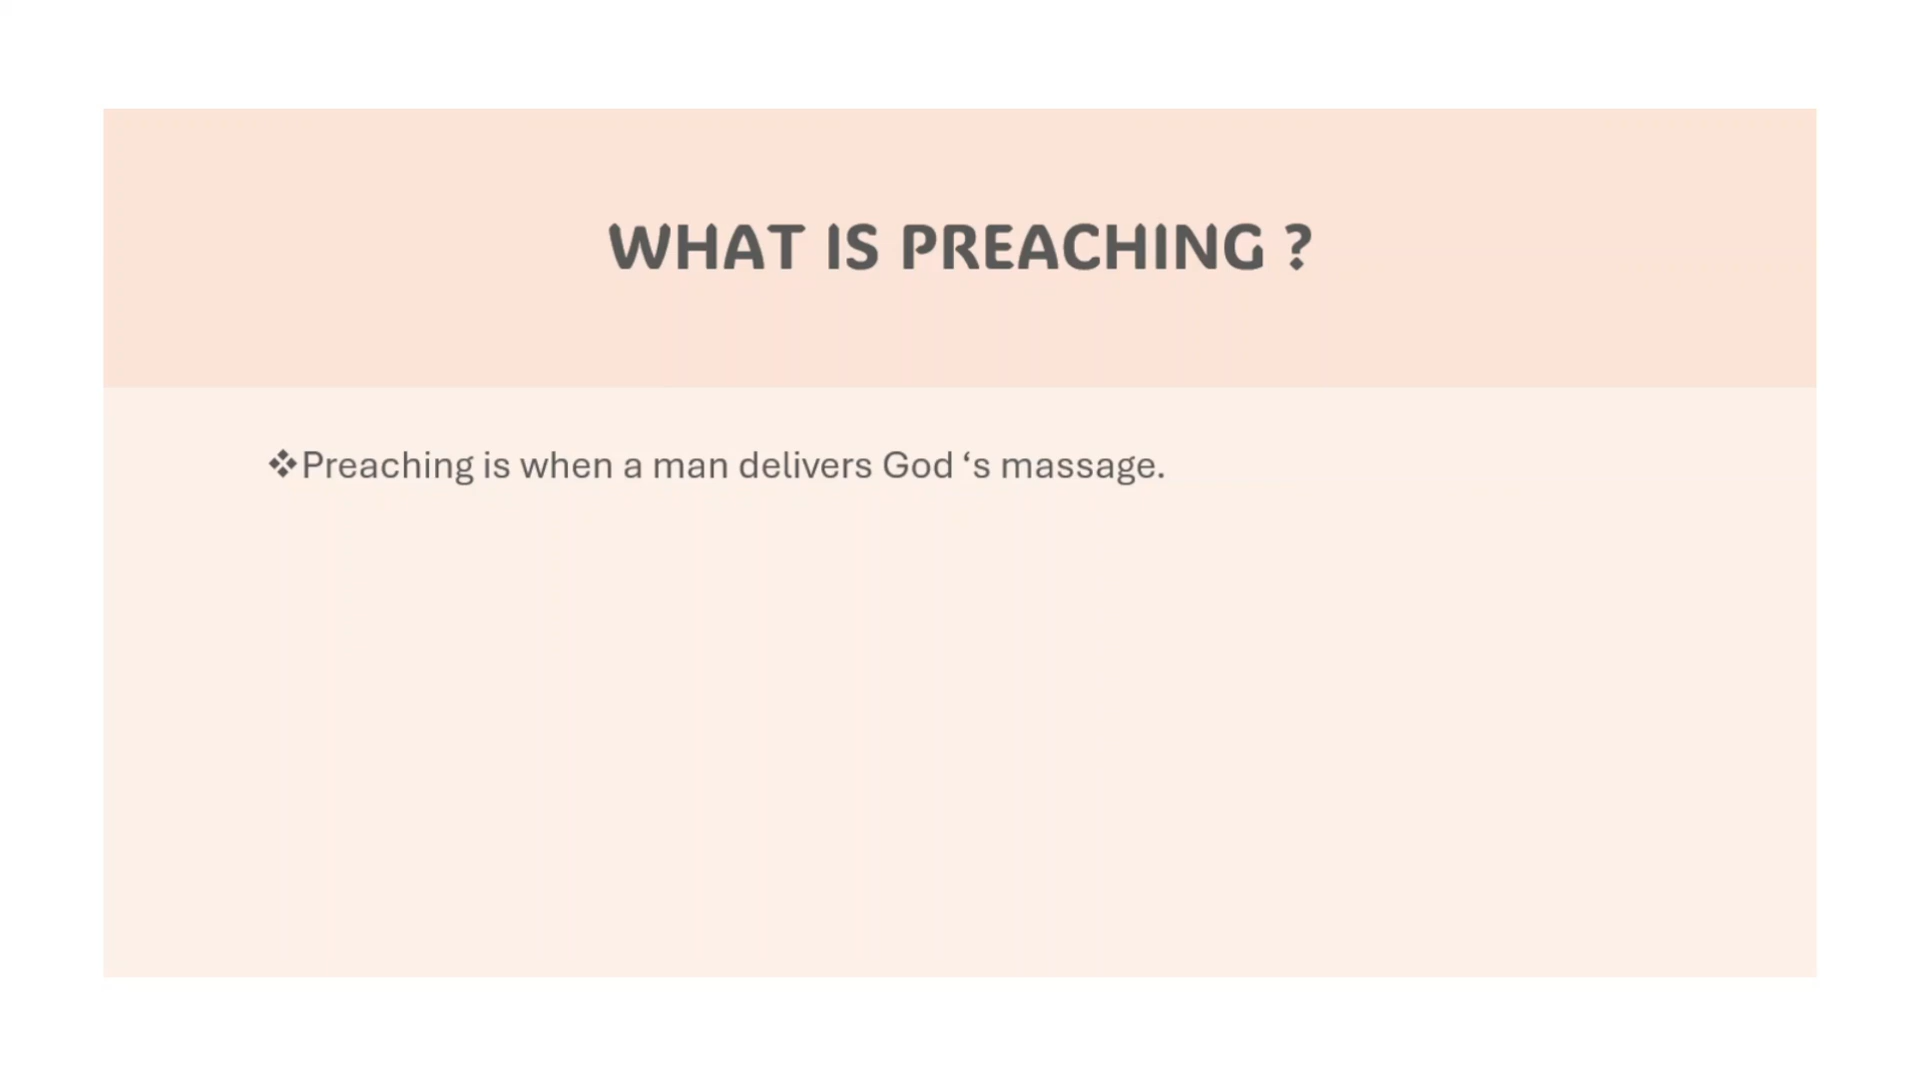 WHAT IS PREACHING ?
❖Preaching is when a man delivers God ‘s massage.